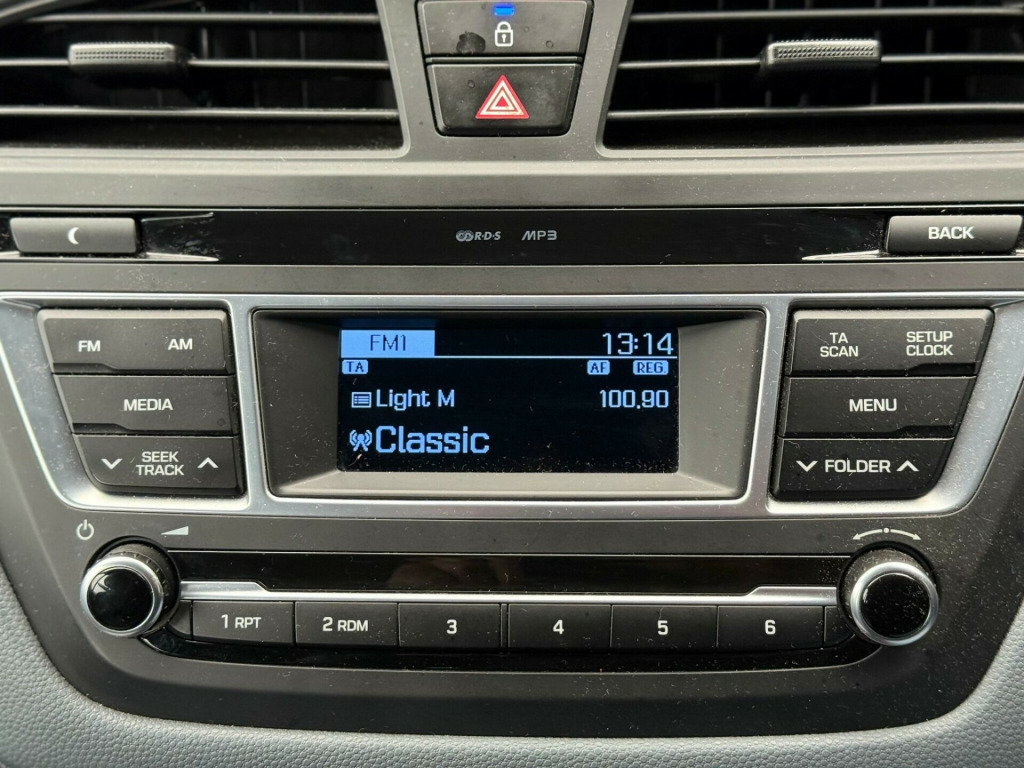 R·D·S MP3
BACK
FM AM
MEDIA
SEEK
TRACK
FM1 13:14
TA AF REG
Light M 100.90
Classic
TA
SCAN
SETUP
CLOCK
MENU
FOLDER
1 RPT 2 RDM 3 4 5 6